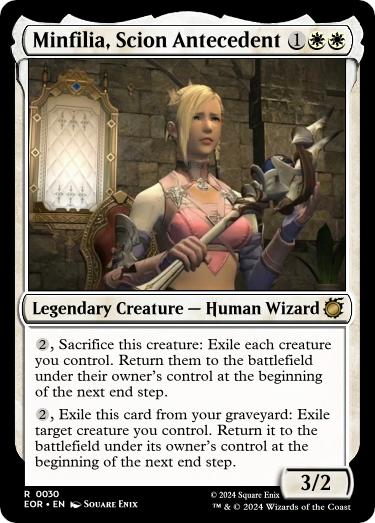 Minfilia, Scion Antecedent 1
Legendary Creature — Human Wizard
2, Sacrifice this creature: Exile each creature
you control. Return them to the battlefield
under their owner's control at the beginning
of the next end step.
2, Exile this card from your graveyard: Exile
target creature you control. Return it to the
battlefield under its owner's control at the
beginning of the next end step.
3/2
R 0030
EOR • EN SQUARE ENIX
© 2024 Square Enix
™ & © 2024 Wizards of the Coast